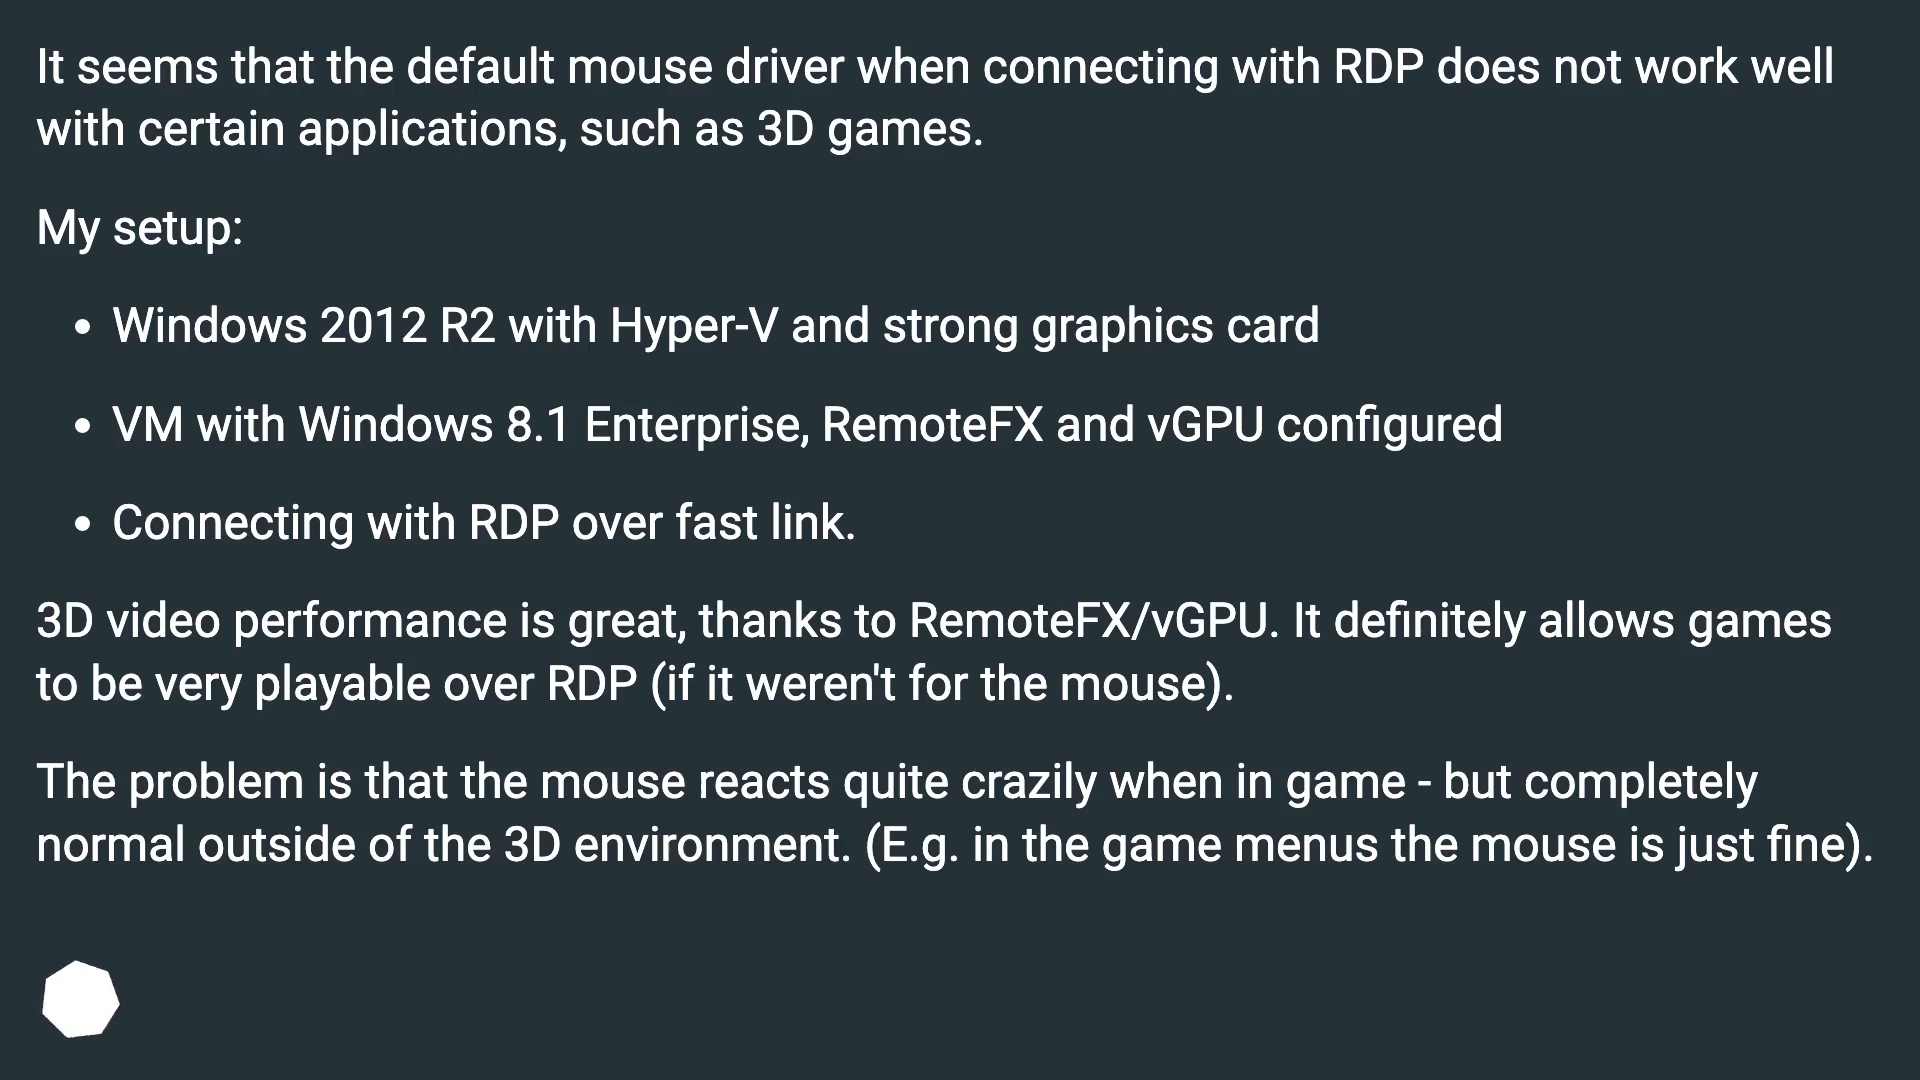 It seems that the default mouse driver when connecting with RDP does not work well
with certain applications, such as 3D games.
My setup:
• Windows 2012 R2 with Hyper-V and strong graphics card
• VM with Windows 8.1 Enterprise, RemoteFX and vGPU configured
• Connecting with RDP over fast link.
3D video performance is great, thanks to RemoteFX/vGPU. It definitely allows games
to be very playable over RDP (if it weren't for the mouse).
The problem is that the mouse reacts quite crazily when in game - but completely
normal outside of the 3D environment. (E.g. in the game menus the mouse is just fine).